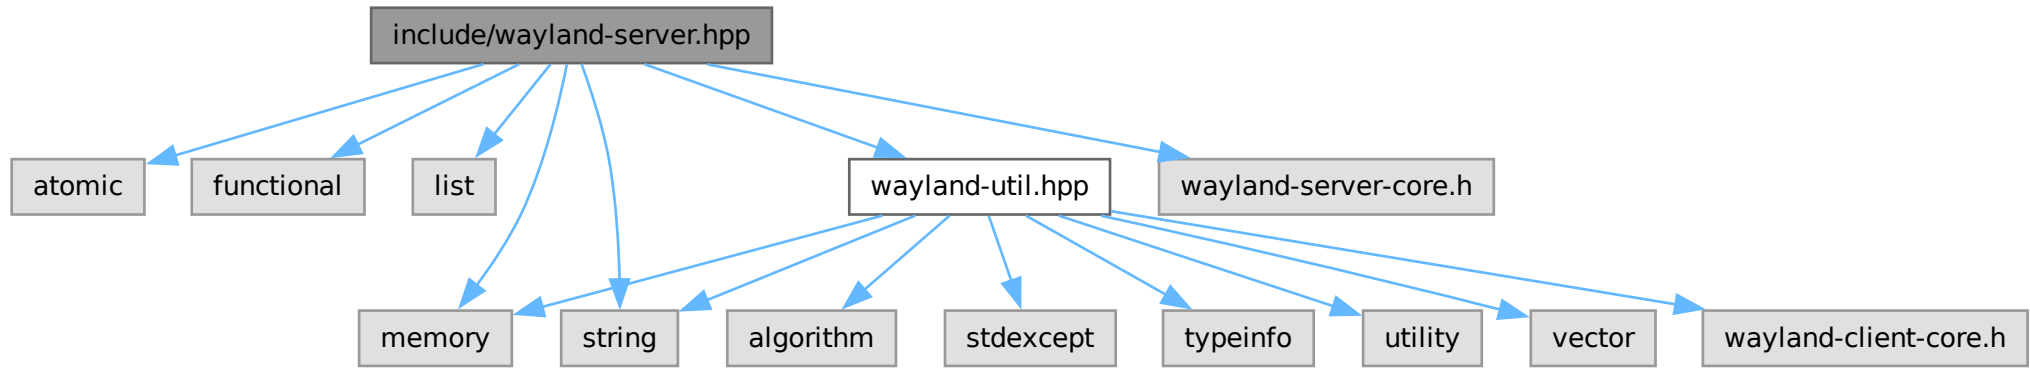 include/wayland-server.hpp
atomic
functional
list
wayland-util.hpp
wayland-server-core.h
memory
string
algorithm
stdexcept
typeinfo
utility
vector
wayland-client-core.h